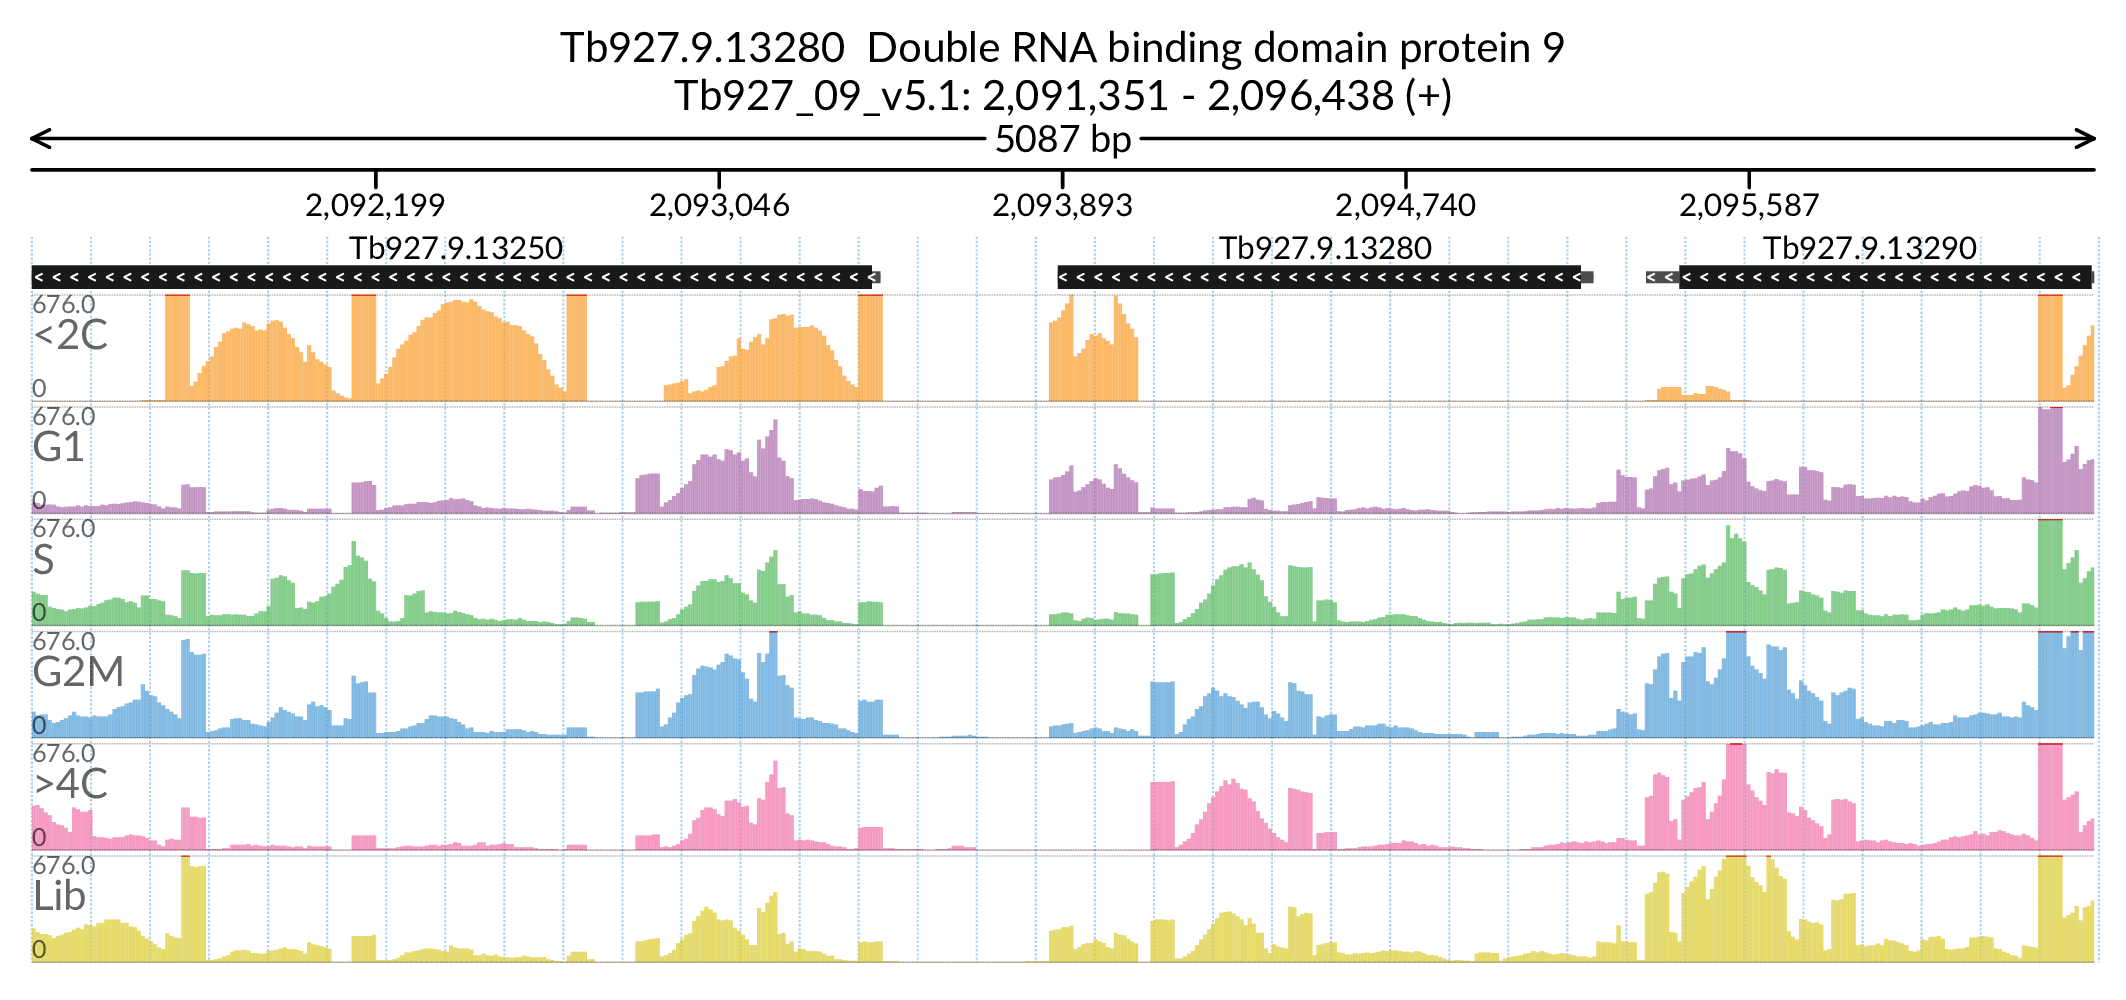 Tb927.9.13280 Double RNA binding domain protein 9
Tb927_09_v5.1: 2,091,351 - 2,096,438 (+)
5087 bp
2,092,199 2,093,046 2,093,893 2,094,740 2,095,587
Tb927.9.13250 Tb927.9.13280 Tb927.9.13290
676.0
<2C
0
676.0
G1
0
676.0
S
0
676.0
G2M
0
676.0
>4C
0
676.0
Lib
0